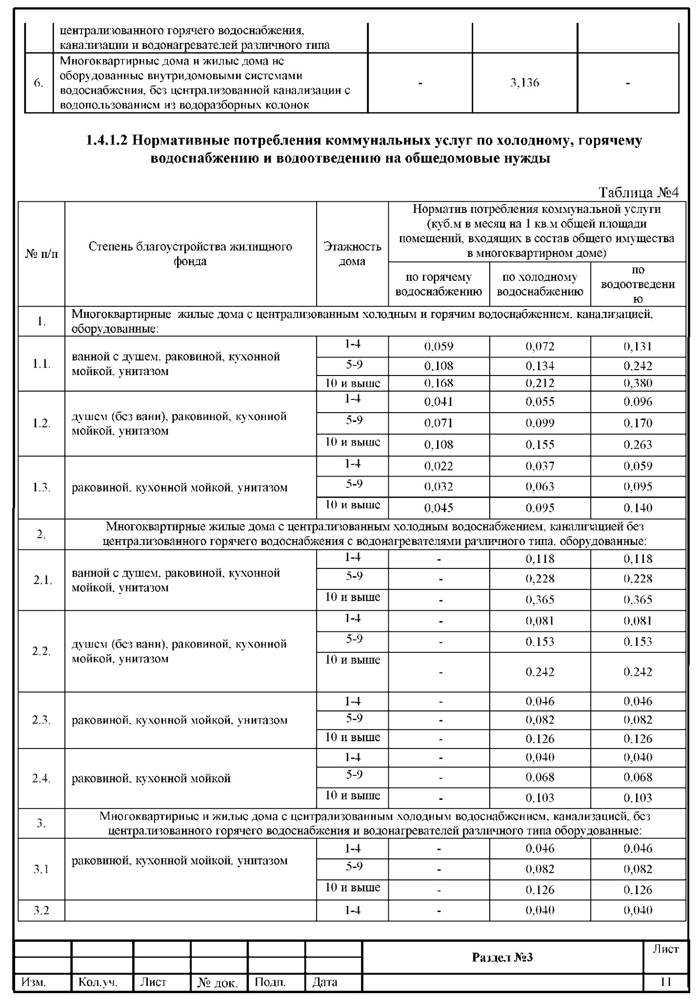 централизованного горячего водоснабжения,
канализации и водонагревателей различного типа
6.
Многоквартирные дома и жилые дома не
оборудованные внутридомовыми системами
водоснабжения, без централизованной канализации с
водопользованием из водоразборных колонок
- 3,136 -
1.4.1.2 Нормативные потребления коммунальных услуг по холодному, горячему
водоснабжению и водоотведению на общедомовые нужды
Таблица №4
№ п/п
Степень благоустройства жилищного
фонда
Этажность
дома
Норматив потребления коммунальной услуги
(куб.м в месяц на 1 кв.м общей площади
помещений, входящих в состав общего имущества
в многоквартирном доме)
по горячему
водоснабжению
по холодному
водоснабжению
по
водоотведени
ю
1.
Многоквартирные жилые дома с централизованным холодным и горячим водоснабжением, канализацией,
оборудованные:
1.1.
ванной с душем, раковиной, кухонной
мойкой, унитазом
1-4 0,059 0,072 0,131
5-9 0,108 0,134 0,242
10 и выше 0,168 0,212 0,380
1.2.
душем (без ванн), раковиной, кухонной
мойкой, унитазом
1-4 0,041 0,055 0,096
5-9 0,071 0,099 0,170
10 и выше 0,108 0,155 0,263
1.3.
раковиной, кухонной мойкой, унитазом
1-4 0,022 0,037 0,059
5-9 0,032 0,063 0,095
10 и выше 0,045 0,095 0,140
2.
Многоквартирные жилые дома с централизованным холодным водоснабжением, канализацией без
централизованного горячего водоснабжения с водонагревателями различного типа, оборудованные:
2.1.
ванной с душем, раковиной, кухонной
мойкой, унитазом
1-4 - 0,118 0,118
5-9 - 0,228 0,228
10 и выше - 0,365 0,365
2.2.
душем (без ванн), раковиной, кухонной
мойкой, унитазом
1-4 - 0,081 0,081
5-9 - 0,153 0,153
10 и выше - 0,242 0,242
2.3.
раковиной, кухонной мойкой, унитазом
1-4 - 0,046 0,046
5-9 - 0,082 0,082
10 и выше - 0,126 0,126
2.4.
раковиной, кухонной мойкой
1-4 - 0,040 0,040
5-9 - 0,068 0,068
10 и выше - 0,103 0,103
3.
Многоквартирные и жилые дома с централизованным холодным водоснабжением, канализацией, без
централизованного горячего водоснабжения и водонагревателей различного типа оборудованные:
3.1
раковиной, кухонной мойкой, унитазом
1-4 - 0,046 0,046
5-9 - 0,082 0,082
10 и выше - 0,126 0,126
3.2 1-4 - 0,040 0,040
Раздел №3
Лист
Изм. Кол.уч. Лист № док. Подп. Дата
11